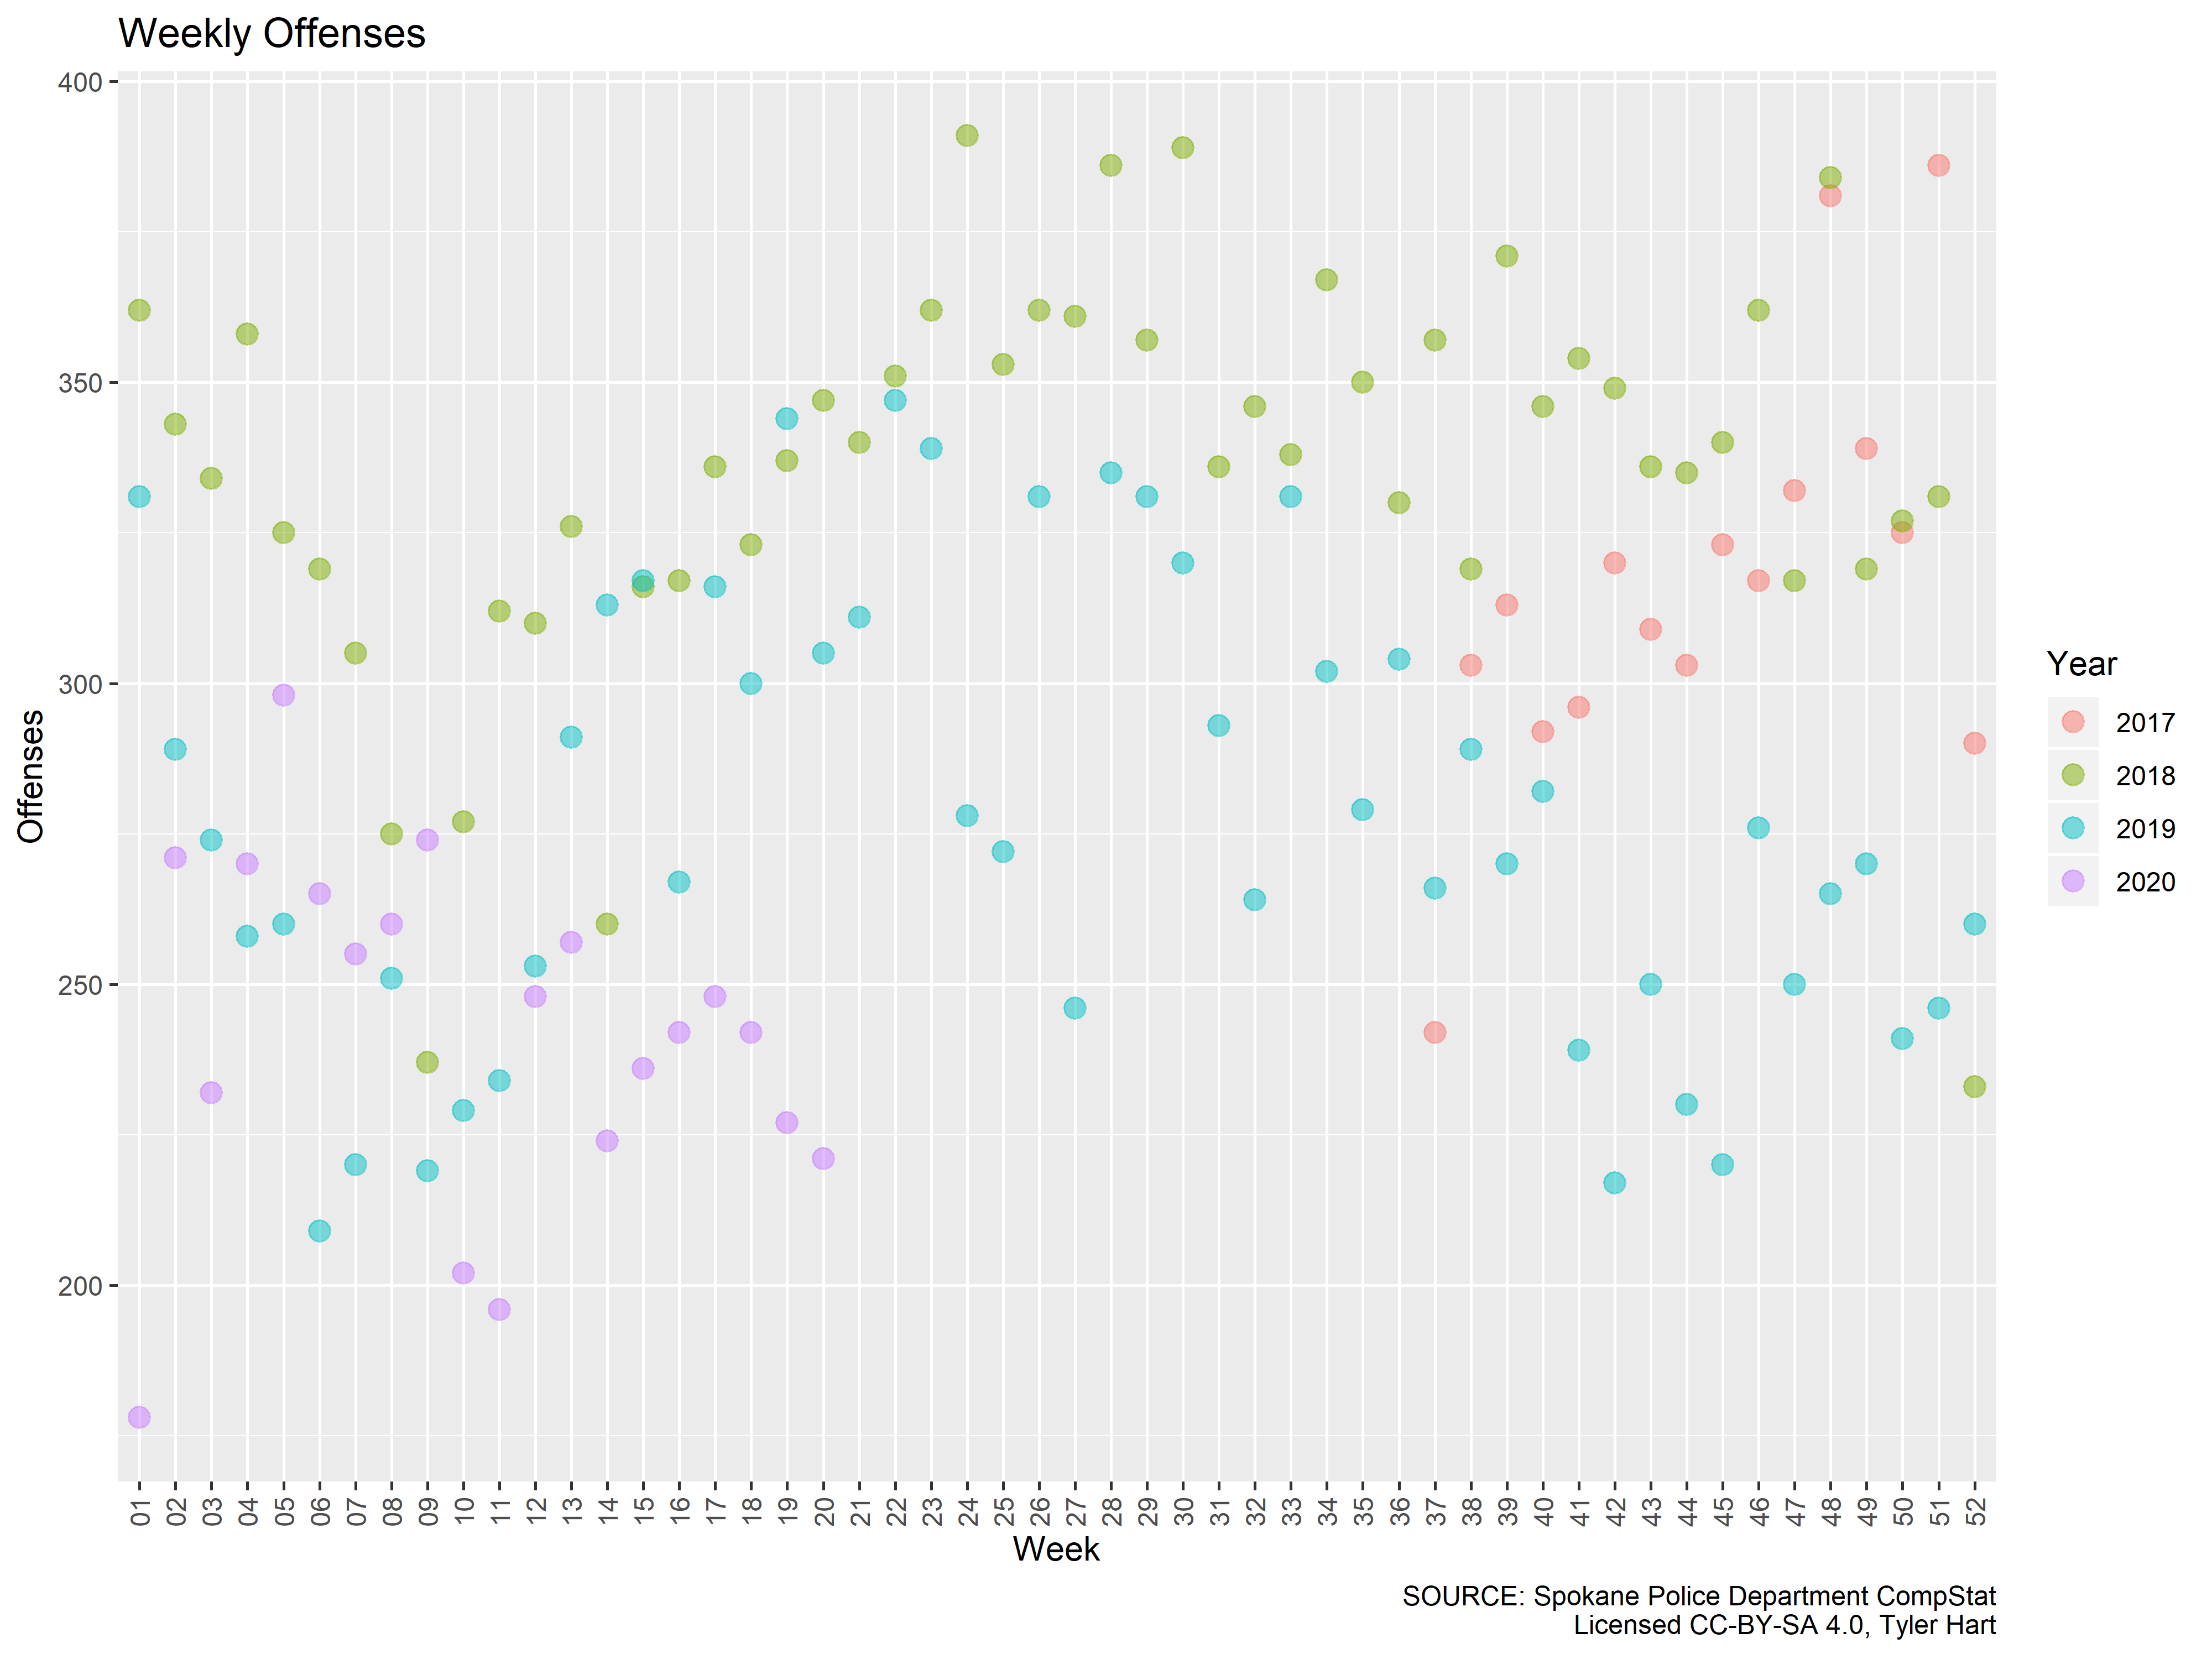 Weekly Offenses
400
350
300
250
200
Offenses
01 02 03 04 05 06 07 08 09 10 11 12 13 14 15 16 17 18 19 20 21 22 23 24 25 26 27 28 29 30 31 32 33 34 35 36 37 38 39 40 41 42 43 44 45 46 47 48 49 50 51 52
Week
Year
2017
2018
2019
2020
SOURCE: Spokane Police Department CompStat
Licensed CC-BY-SA 4.0, Tyler Hart